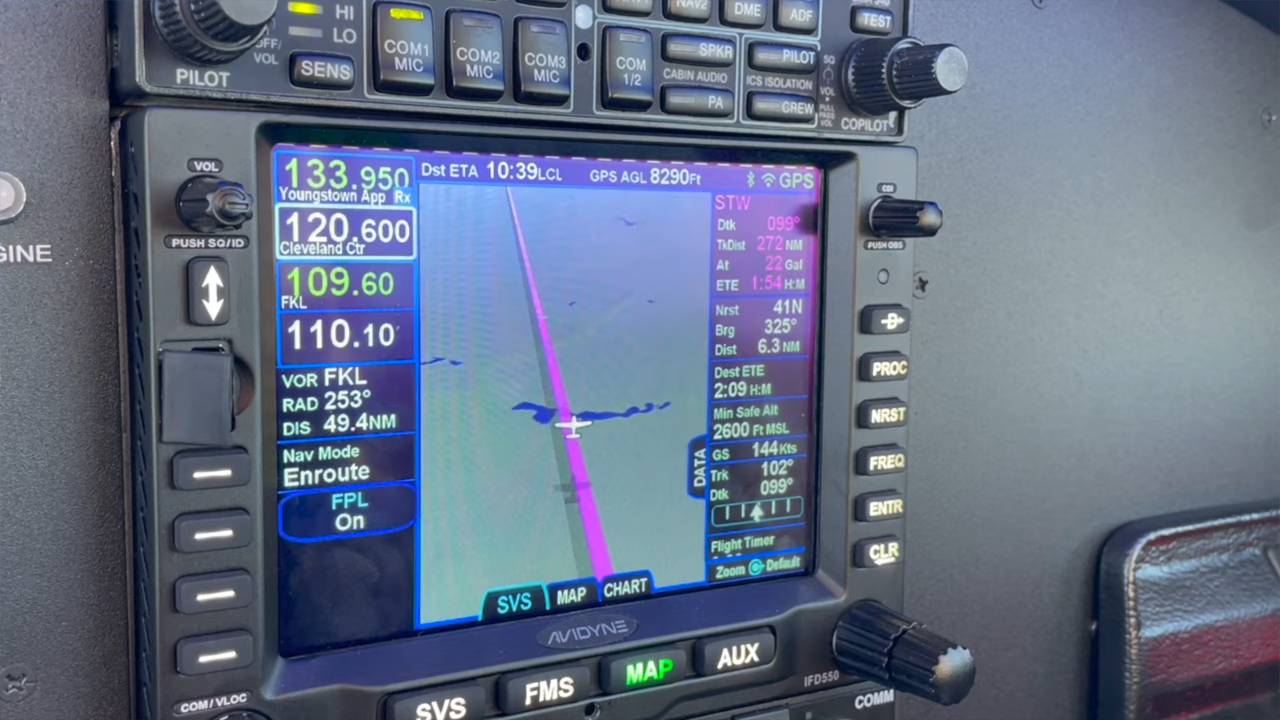 HI
LO
OFF/
VOL
PILOT
SENS
COM1
MIC
COM2
MIC
COM3
MIC
COM
1/2
NAV2
DME
ADF
TEST
SPKR
CABIN AUDIO
PA
PILOT
ICS ISOLATION
CREW
SQ
VOL
PULL
PASS
VOL
COPILOT
GINE
VOL
PUSH SQ/ID
133.950
Youngstown App Rx
120.600
Cleveland Ctr
109.60
FKL
110.10
VOR FKL
RAD 253°
DIS 49.4NM
Nav Mode
Enroute
FPL
On
Dst ETA 10:39LCL GPS AGL 8290Ft GPS
STW
Dtk 099°
TkDist 272NM
At 22 Gal
ETE 1:54 H:M
Nrst 41N
Brg 325°
Dist 6.3 NM
Dest ETE
2:09 H:M
Min Safe Alt
2600 Ft MSL
GS 144Kts
Trk 102°
Dtk 099°
Flight Timer
Zoom Default
DATA
SVS MAP CHART
CDI
PUSH OBS
D
PROC
NRST
FREQ
ENTR
CLR
AVIDYNE
SVS
FMS
MAP
AUX
IFD550
COM/VLOC
COMM